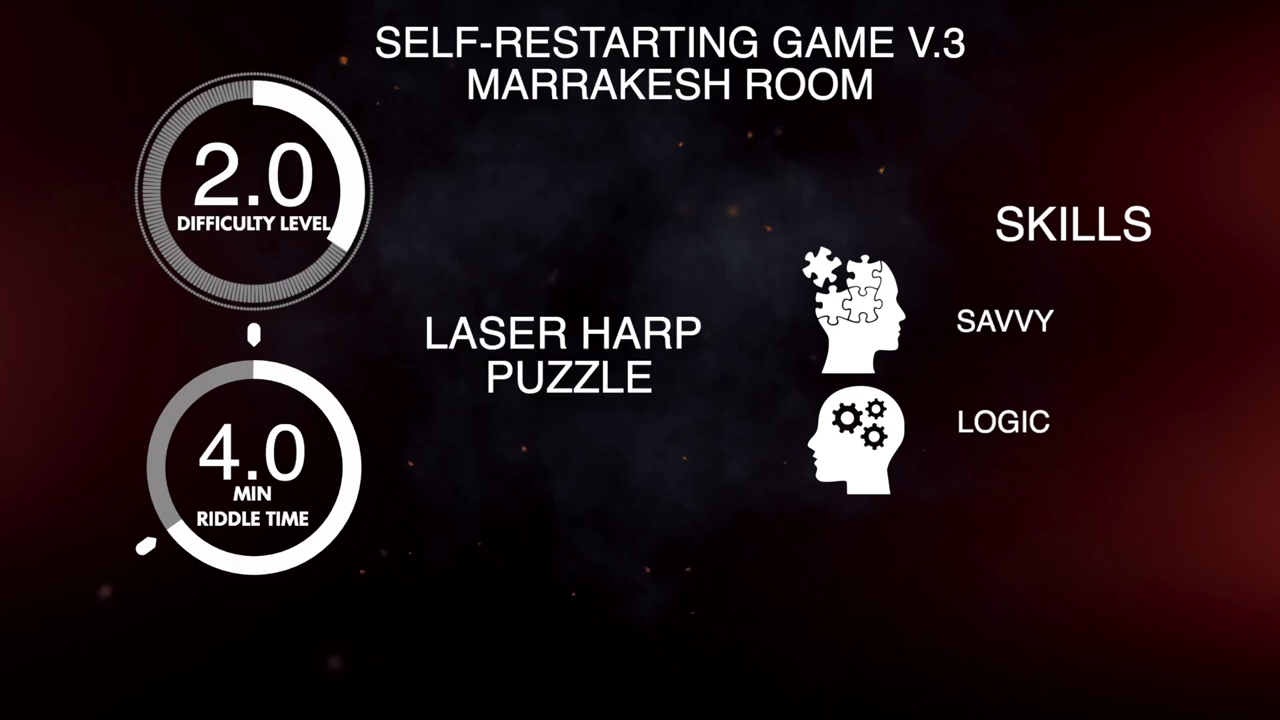 SELF-RESTARTING GAME V.3
MARRAKESH ROOM
2.0
DIFFICULTY LEVEL
4.0
MIN
RIDDLE TIME
LASER HARP
PUZZLE
SKILLS
SAVVY
LOGIC